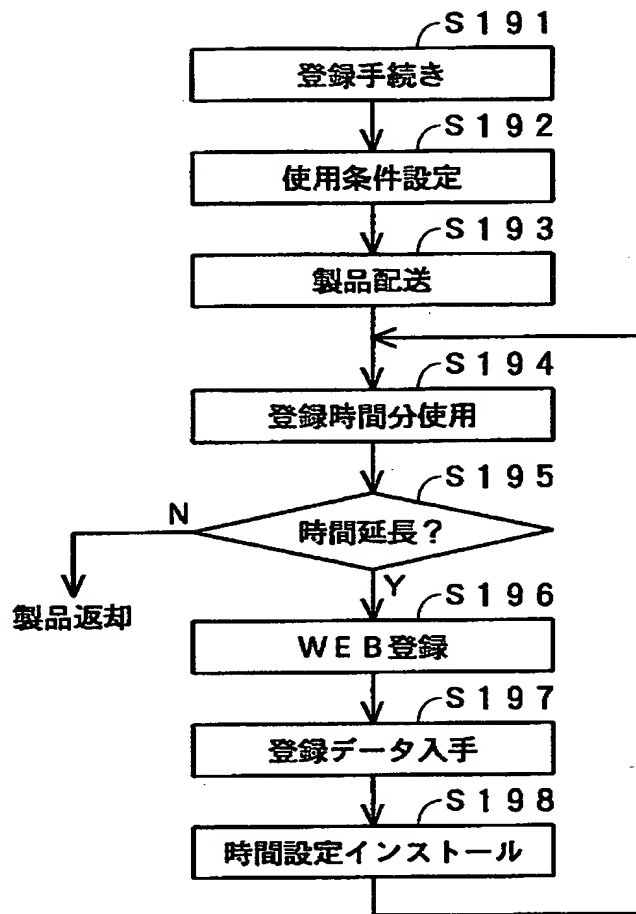 S191
登録手続き
S192
使用条件設定
S193
製品配送
S194
登録時間分使用
S195
時間延長?
N
製品返却
Y
S196
WEB登録
S197
登録データ入手
S198
時間設定インストール